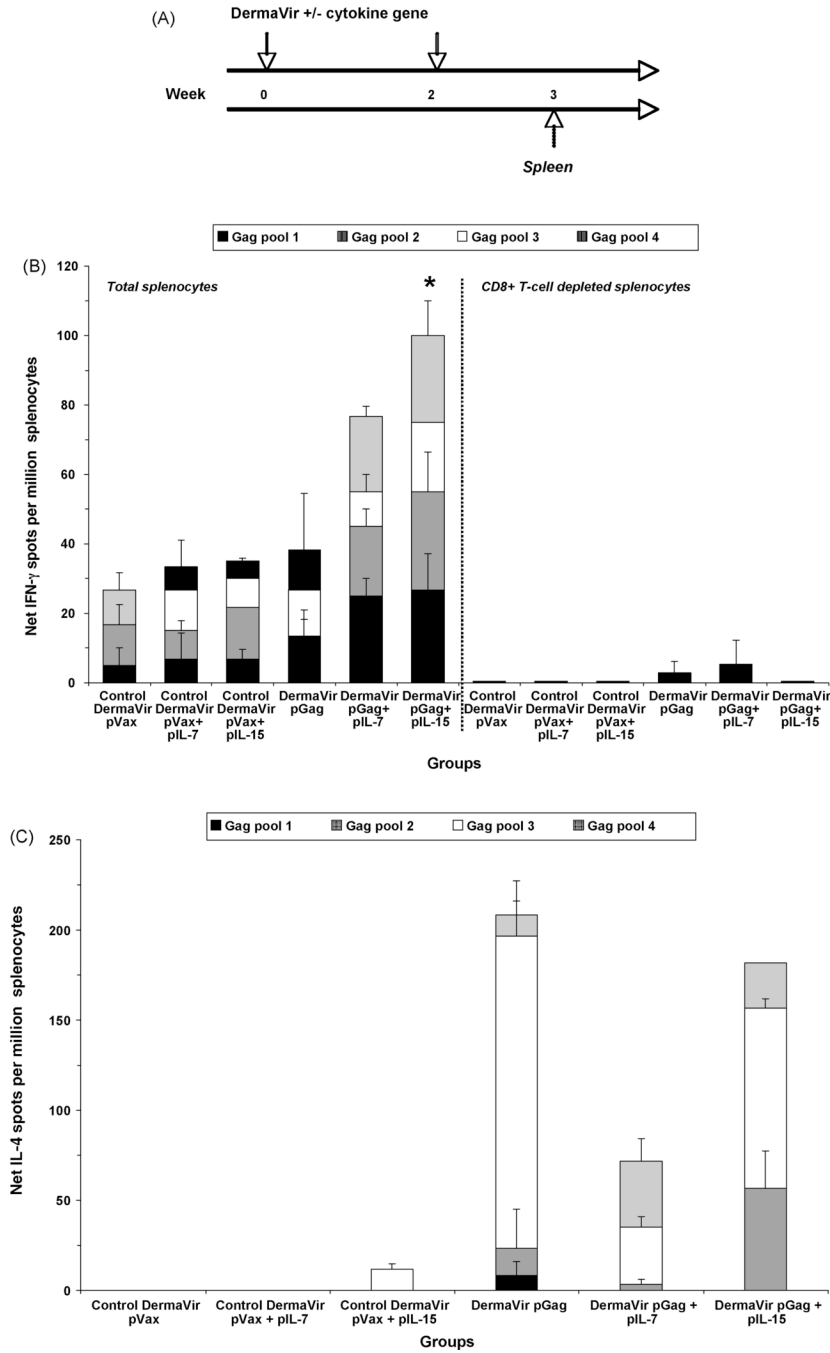 (A)
DermaVir +/- cytokine gene
Week 0 2 3
Spleen
Gag pool 1 Gag pool 2 Gag pool 3 Gag pool 4
(B)
120
100
80
60
40
20
0
Net IFN-γ spots per million splenocytes
Total splenocytes
*
CD8+ T-cell depleted splenocytes
Control DermaVir pVax
Control DermaVir pVax+ pIL-7
Control DermaVir pVax+ pIL-15
DermaVir pGag
DermaVir pGag+ pIL-7
DermaVir pGag+ pIL-15
Control DermaVir pVax
Control DermaVir pVax+ pIL-7
Control DermaVir pVax+ pIL-15
DermaVir pGag
DermaVir pGag+ pIL-7
DermaVir pGag+ pIL-15
Groups
Gag pool 1 Gag pool 2 Gag pool 3 Gag pool 4
(C)
250
200
150
100
50
0
Net IL-4 spots per million splenocytes
Control DermaVir pVax
Control DermaVir pVax + pIL-7
Control DermaVir pVax + pIL-15
DermaVir pGag
DermaVir pGag + pIL-7
DermaVir pGag + pIL-15
Groups